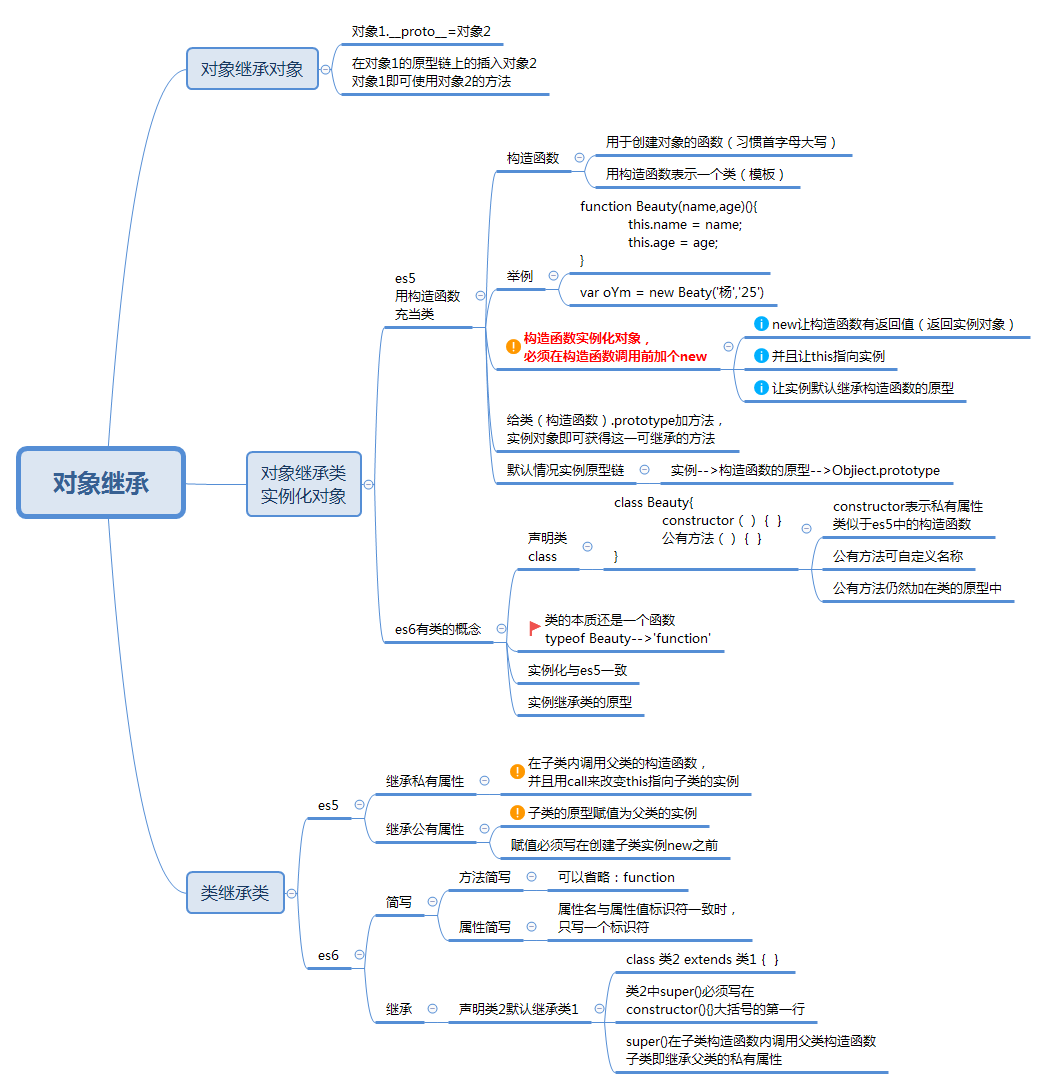 对象继承
对象继承对象
对象1.__proto__=对象2
在对象1的原型链上的插入对象2
对象1即可使用对象2的方法
对象继承类
实例化对象
es5
用构造函数
充当类
构造函数
用于创建对象的函数（习惯首字母大写）
用构造函数表示一个类（模板）
举例
function Beauty(name,age)(){
this.name = name;
this.age = age;
}
var oYm = new Beaty('杨','25')
构造函数实例化对象，
必须在构造函数调用前加个new
new让构造函数有返回值（返回实例对象）
并且让this指向实例
让实例默认继承构造函数的原型
给类（构造函数）.prototype加方法，
实例对象即可获得这一可继承的方法
默认情况实例原型链
实例-->构造函数的原型-->Objiect.prototype
es6有类的概念
声明类
class
class Beauty{
constructor（）{ }
公有方法（）{ }
}
constructor表示私有属性
类似于es5中的构造函数
公有方法可自定义名称
公有方法仍然加在类的原型中
类的本质还是一个函数
typeof Beauty-->'function'
实例化与es5一致
实例继承类的原型
类继承类
es5
继承私有属性
在子类内调用父类的构造函数，
并且用call来改变this指向子类的实例
继承公有属性
子类的原型赋值为父类的实例
赋值必须写在创建子类实例new之前
es6
简写
方法简写
可以省略：function
属性简写
属性名与属性值标识符一致时，
只写一个标识符
继承
声明类2默认继承类1
class 类2 extends 类1 { }
类2中super()必须写在
constructor(){}大括号的第一行
super()在子类构造函数内调用父类构造函数
子类即继承父类的私有属性